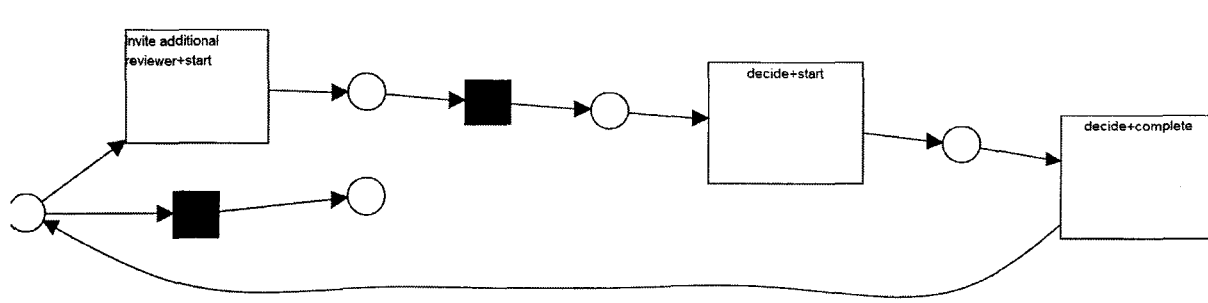 invite additional
reviewer+start
decide+start
decide+complete